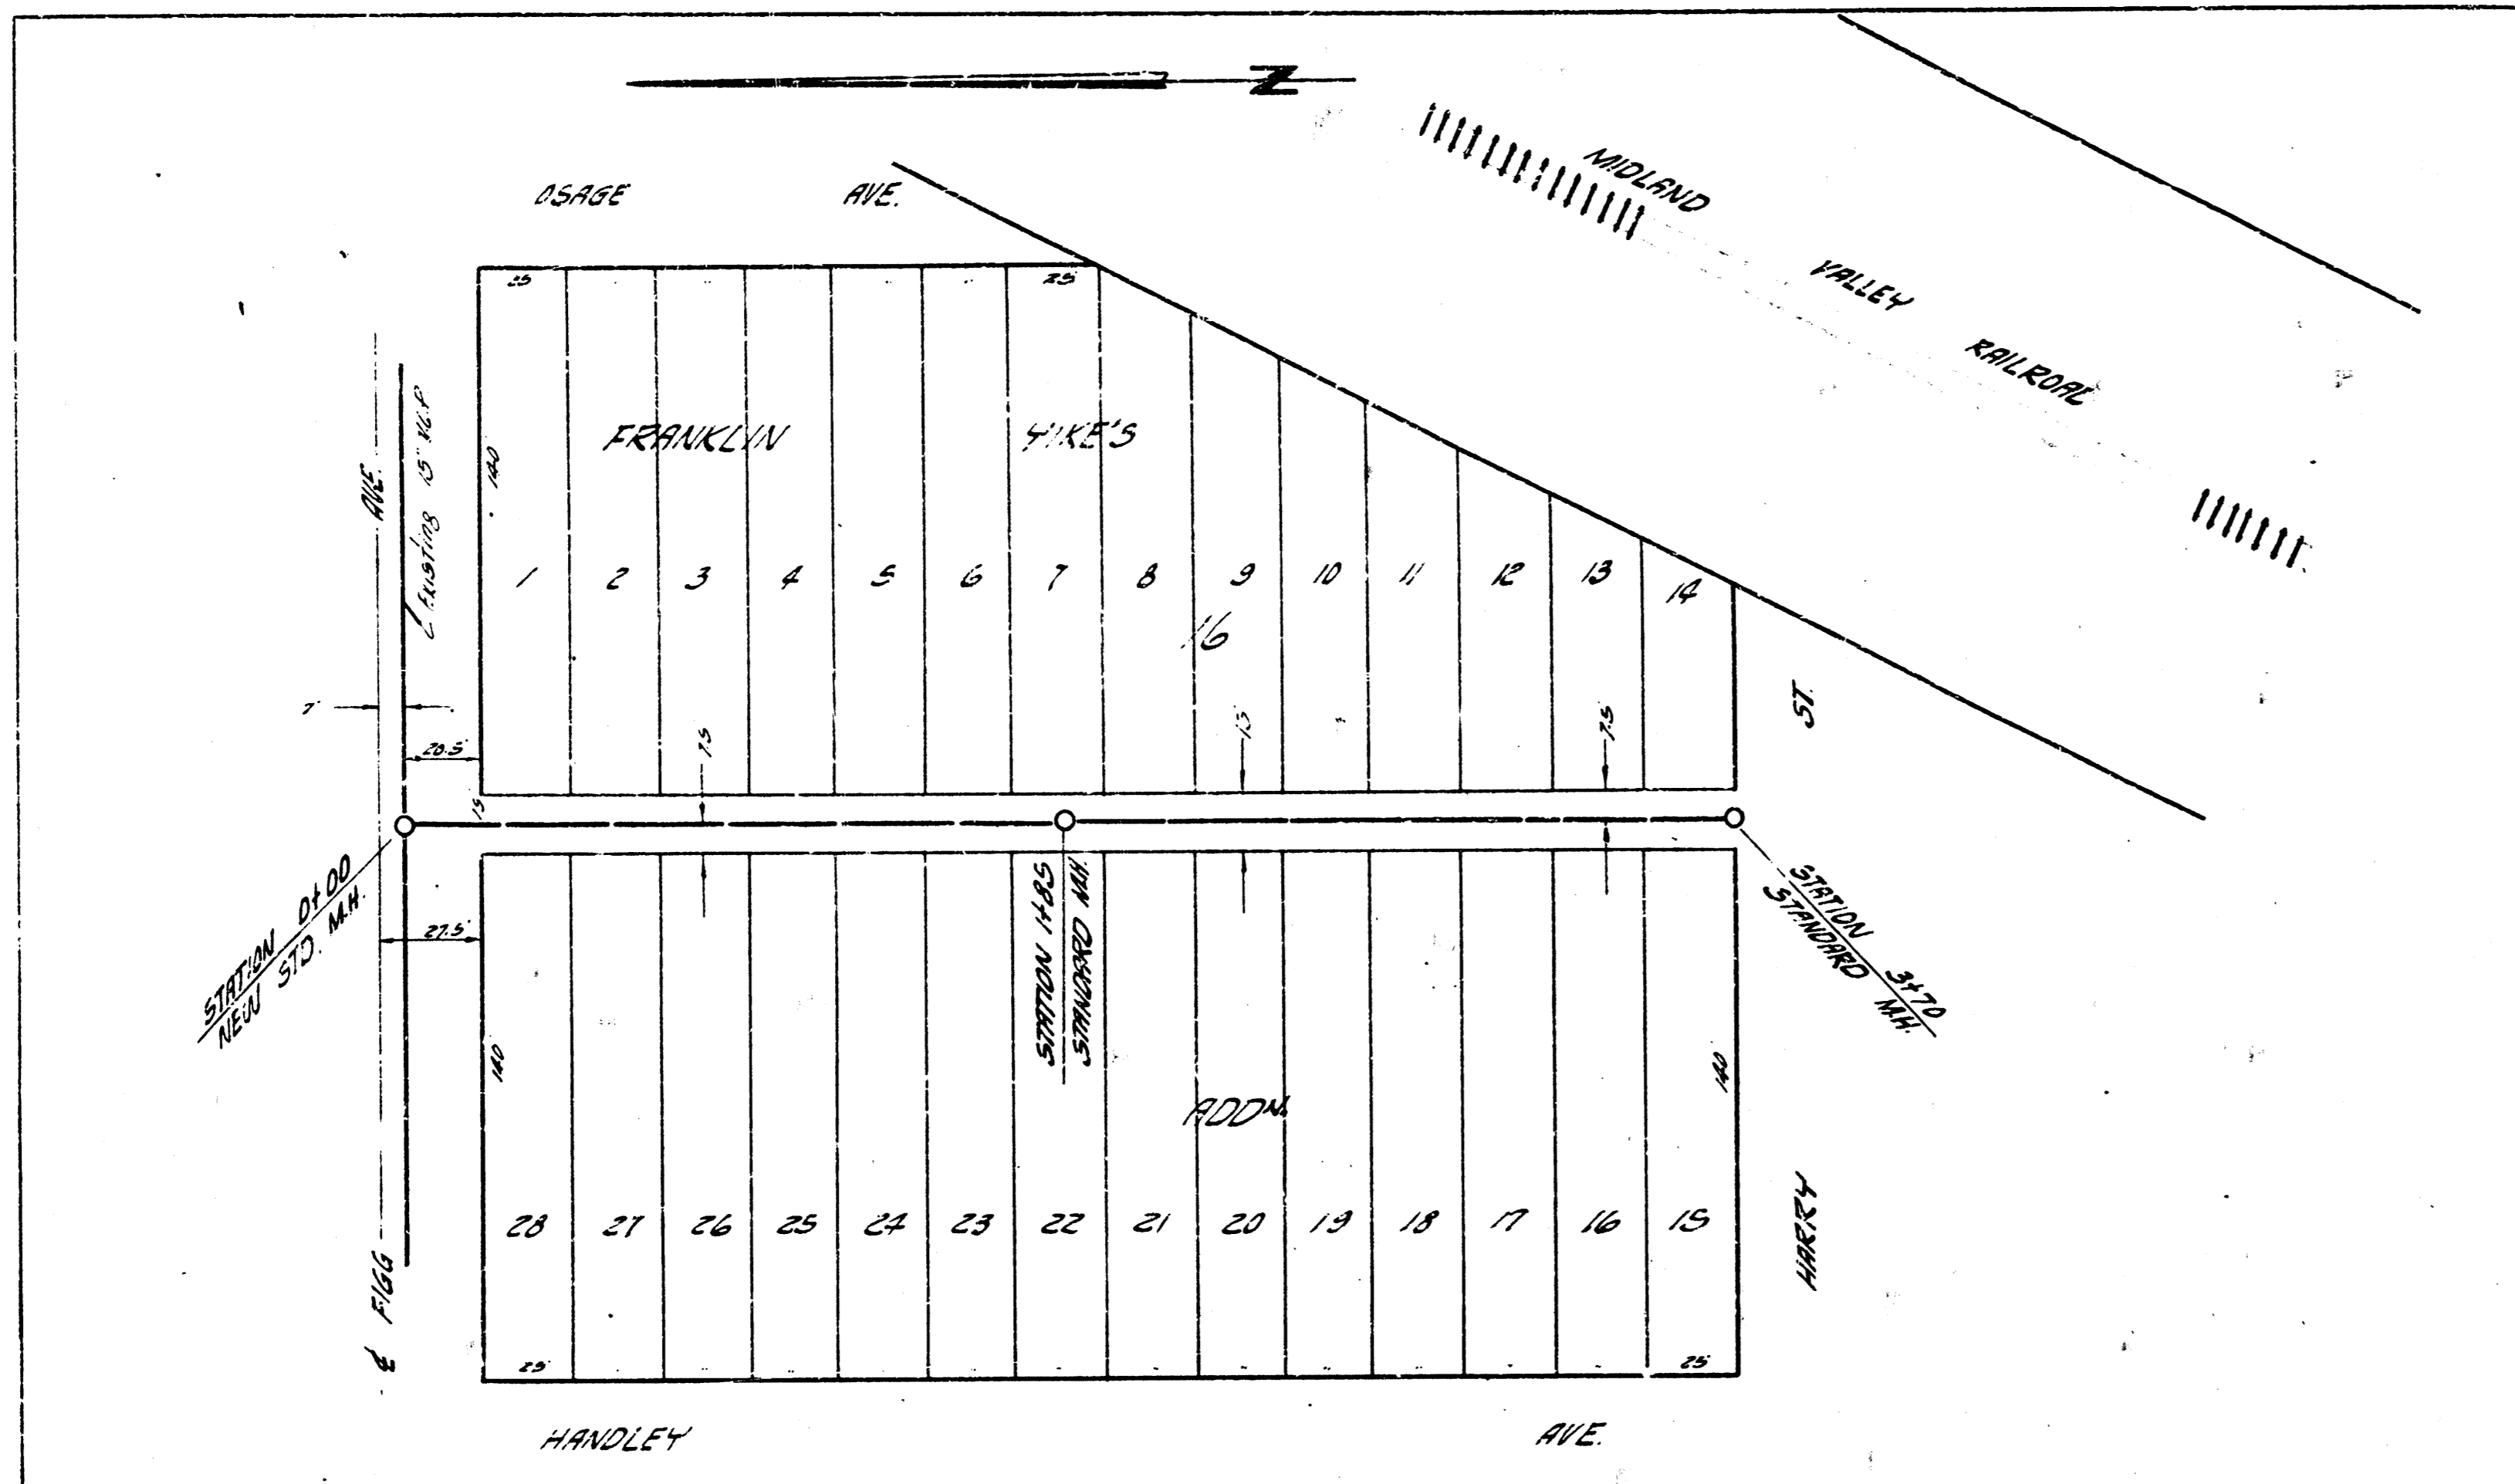 N
MIDLAND
VALLEY
RAILROAD
OSAGE AVE.
25 25
FRANKLIN YIKE'S
140
AVE.
Existing 15" V.C.P.
1 2 3 4 5 6 7 8 9 10 11 12 13 14
16
ST.
7'
20.5'
7.5 15' 7.5'
15
STATION 0+00
NEW STD. M.H.
27.5'
STATION 1+85
STANDARD M.H.
STATION 3+70
STANDARD M.H.
140' 140'
ADDN.
28 27 26 25 24 23 22 21 20 19 18 17 16 15
HARRY
℄ FIGG
25' 25'
HANDLEY AVE.